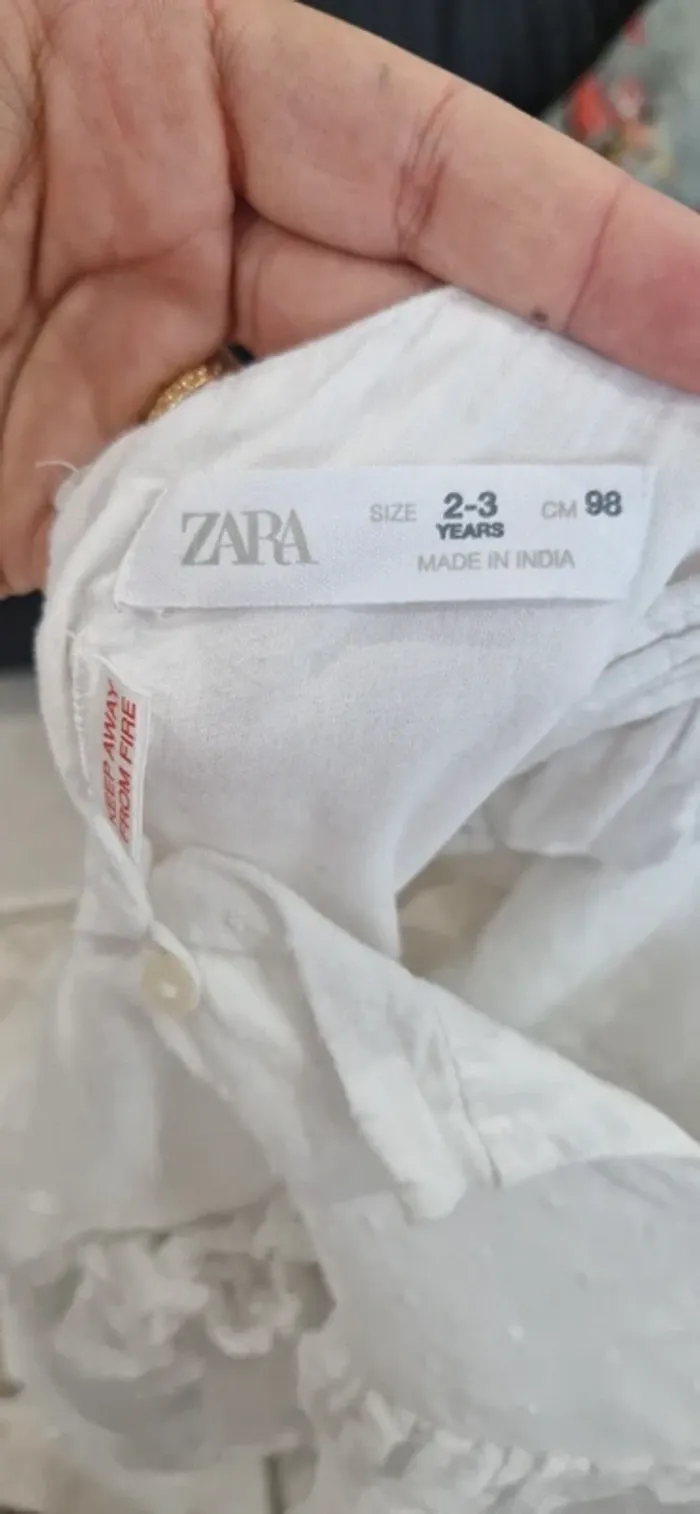 ZARA
SIZE 2-3 YEARS CM 98
MADE IN INDIA
KEEP AWAY
FROM FIRE